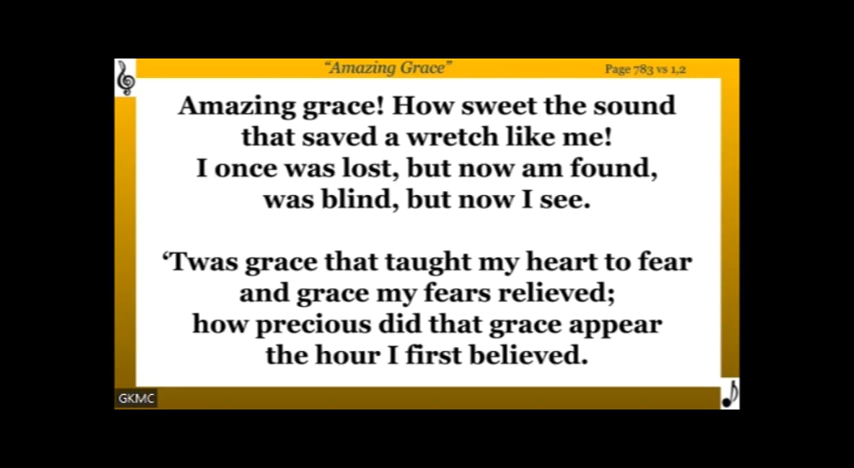 “Amazing Grace”
Page 783 vs 1,2
Amazing grace! How sweet the sound
that saved a wretch like me!
I once was lost, but now am found,
was blind, but now I see.
‘Twas grace that taught my heart to fear
and grace my fears relieved;
how precious did that grace appear
the hour I first believed.
GKMC